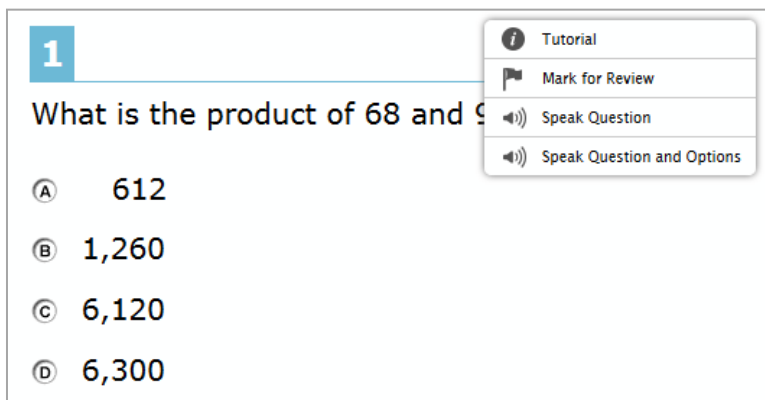 1
Tutorial
Mark for Review
What is the product of 68 and
Speak Question
Speak Question and Options
A 612
B 1,260
C 6,120
D 6,300